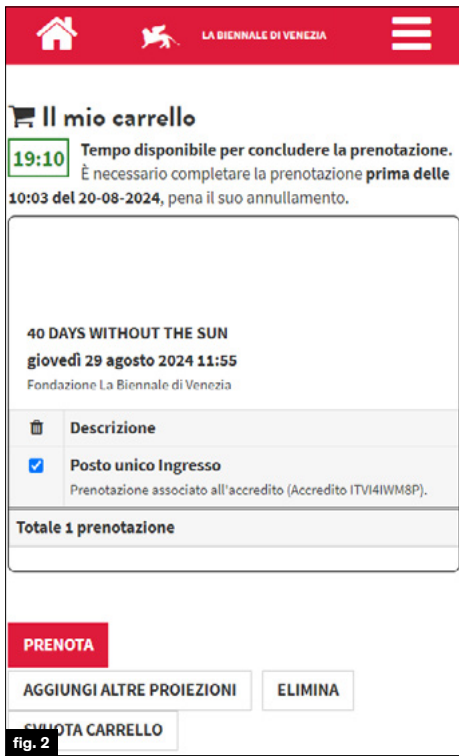 LA BIENNALE DI VENEZIA
Il mio carrello
19:10 Tempo disponibile per concludere la prenotazione.
È necessario completare la prenotazione prima delle
10:03 del 20-08-2024, pena il suo annullamento.
40 DAYS WITHOUT THE SUN
giovedì 29 agosto 2024 11:55
Fondazione La Biennale di Venezia
Descrizione
Posto unico Ingresso
Prenotazione associato all'accredito (Accredito ITVI4IWM8P).
Totale 1 prenotazione
PRENOTA
AGGIUNGI ALTRE PROIEZIONI ELIMINA
SVUOTA CARRELLO
fig. 2